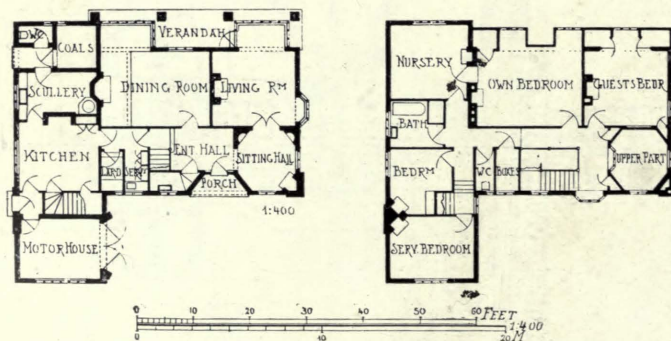 WC
COALS
VERANDAH
SCULLERY
DINING ROOM
LIVING RM
KITCHEN
LARD
SERV.
ENT HALL
SITTING HALL
PORCH
1:400
MOTOR HOUSE
NURSERY
OWN BEDROOM
GUESTS BEDR
BATH
BEDRM
WC
BOXES
UPPER PART
SERV. BEDROOM
0 10 20 30 40 50 60 FEET
1:400
0 10 20 M